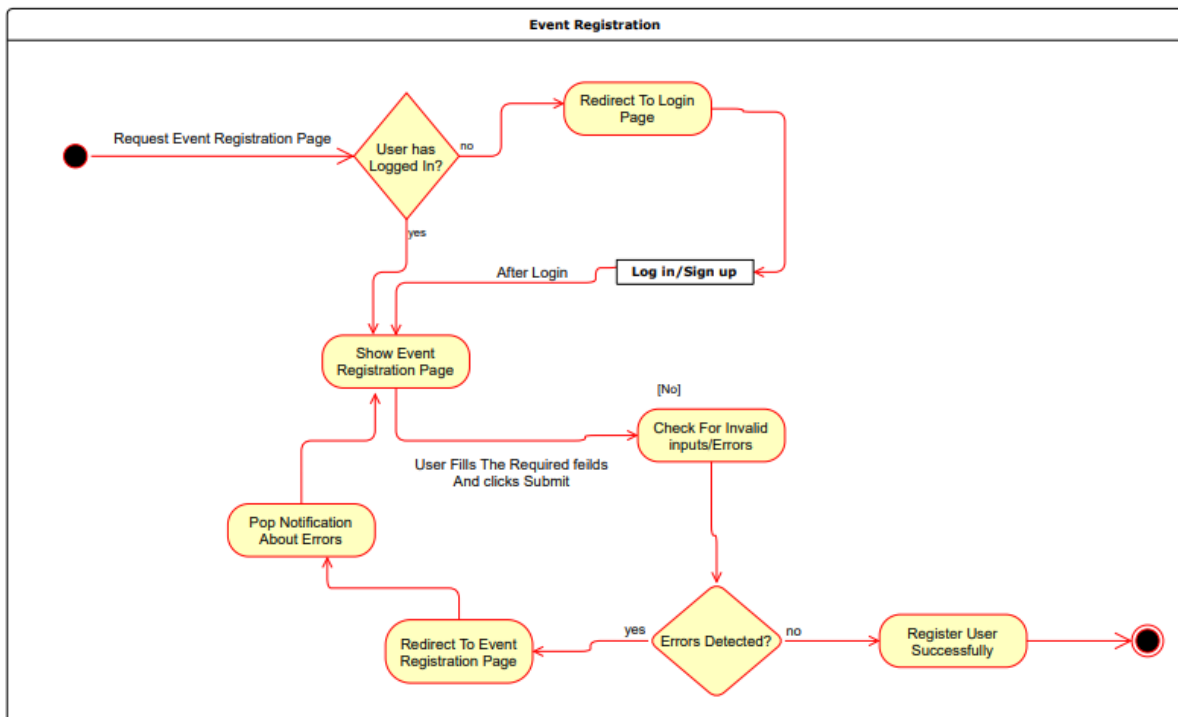 Event Registration
Redirect To Login
Page
Request Event Registration Page
User has
Logged In?
no
yes
After Login
Log in/Sign up
Show Event
Registration Page
[No]
Check For Invalid
inputs/Errors
User Fills The Required feilds
And clicks Submit
Pop Notification
About Errors
Redirect To Event
Registration Page
yes
Errors Detected?
no
Register User
Successfully